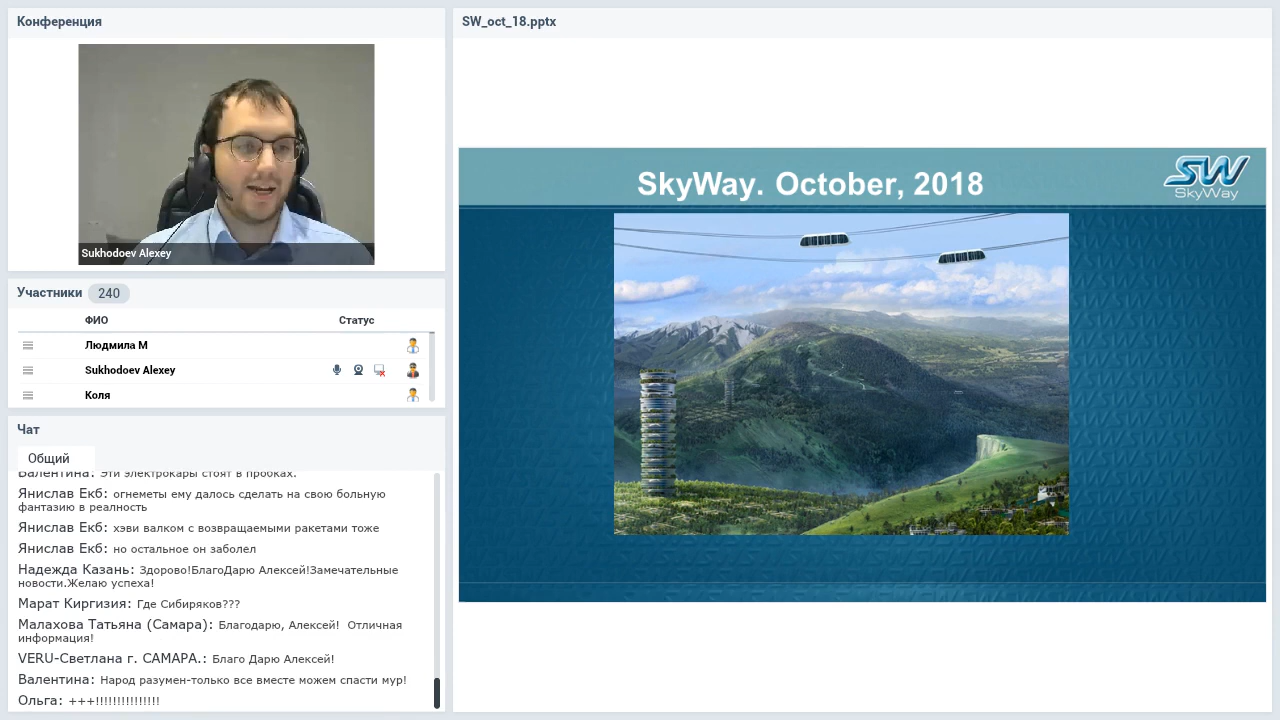 Конференция
Sukhodoev Alexey
Участники 240
ФИО Статус
Людмила М
Sukhodoev Alexey
Коля
Чат
Общий
Валентина: Эти электрокары стоят в пробках.
Янислав Екб: огнеметы ему далось сделать на свою больную
фантазию в реалность
Янислав Екб: хэви валком с возвращаемыми ракетами тоже
Янислав Екб: но остальное он заболел
Надежда Казань: Здорово!БлагоДарю Алексей!Замечательные
новости.Желаю успеха!
Марат Киргизия: Где Сибиряков???
Малахова Татьяна (Самара): Благодарю, Алексей!  Отличная
информация!
VERU-Светлана г. САМАРА.: Благо Дарю Алексей!
Валентина: Народ разумен-только все вместе можем спасти мур!
Ольга: +++!!!!!!!!!!!!!!!
SW_oct_18.pptx
SkyWay. October, 2018
SW
SkyWay